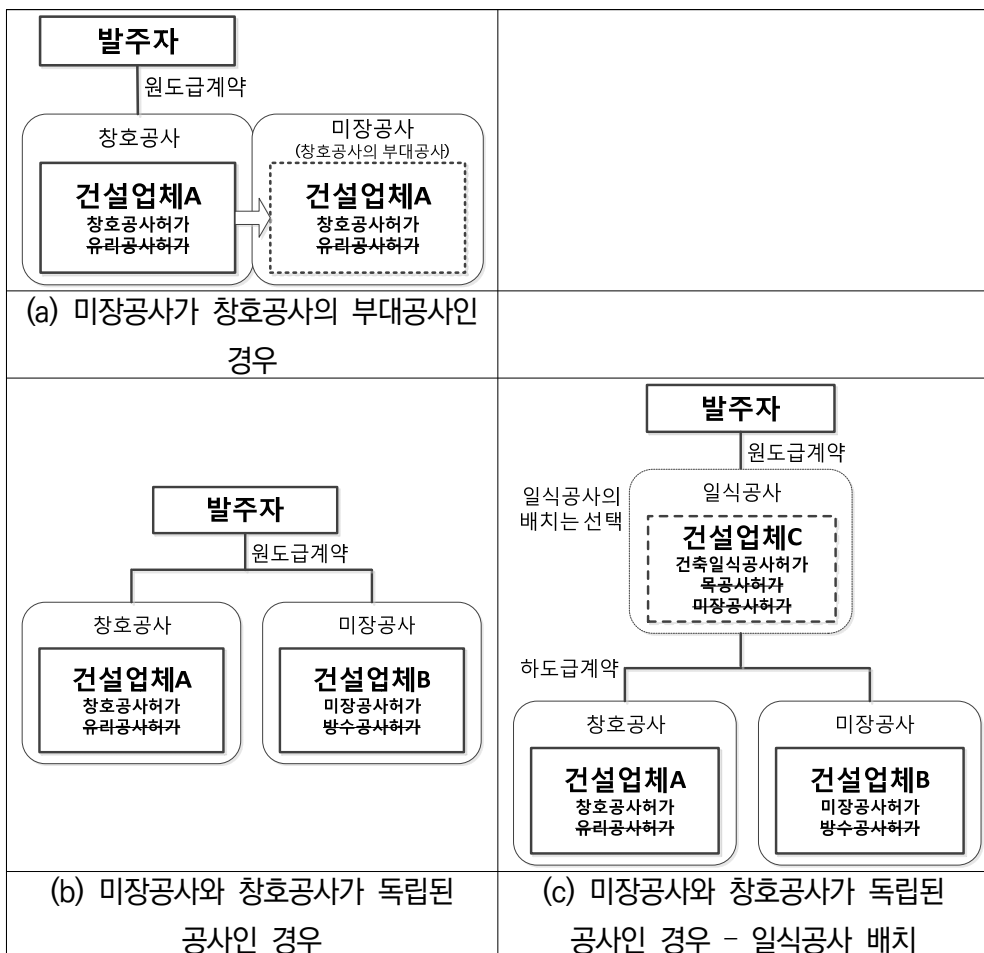 발주자
원도급계약
창호공사
건설업체A
창호공사허가
유리공사허가
미장공사
(창호공사의 부대공사)
건설업체A
창호공사허가
유리공사허가
(a) 미장공사가 창호공사의 부대공사인
경우
발주자
원도급계약
창호공사
건설업체A
창호공사허가
유리공사허가
미장공사
건설업체B
미장공사허가
방수공사허가
(b) 미장공사와 창호공사가 독립된
공사인 경우
발주자
원도급계약
일식공사의
배치는 선택
일식공사
건설업체C
건축일식공사허가
목공사허가
미장공사허가
하도급계약
창호공사
건설업체A
창호공사허가
유리공사허가
미장공사
건설업체B
미장공사허가
방수공사허가
(c) 미장공사와 창호공사가 독립된
공사인 경우 - 일식공사 배치